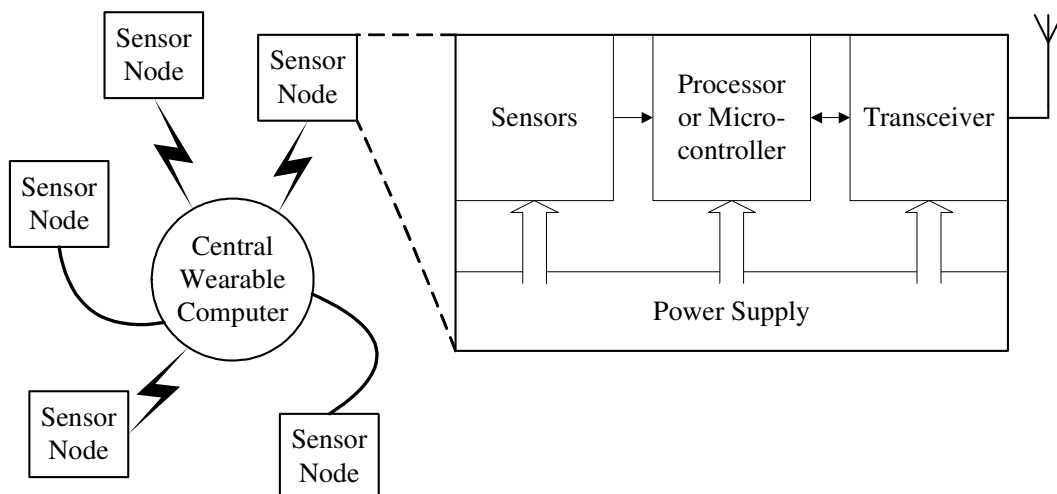 Sensor
Node
Sensor
Node
Sensor
Node
Central
Wearable
Computer
Sensor
Node
Sensor
Node
Sensors
Processor
or Micro-
controller
Transceiver
Power Supply